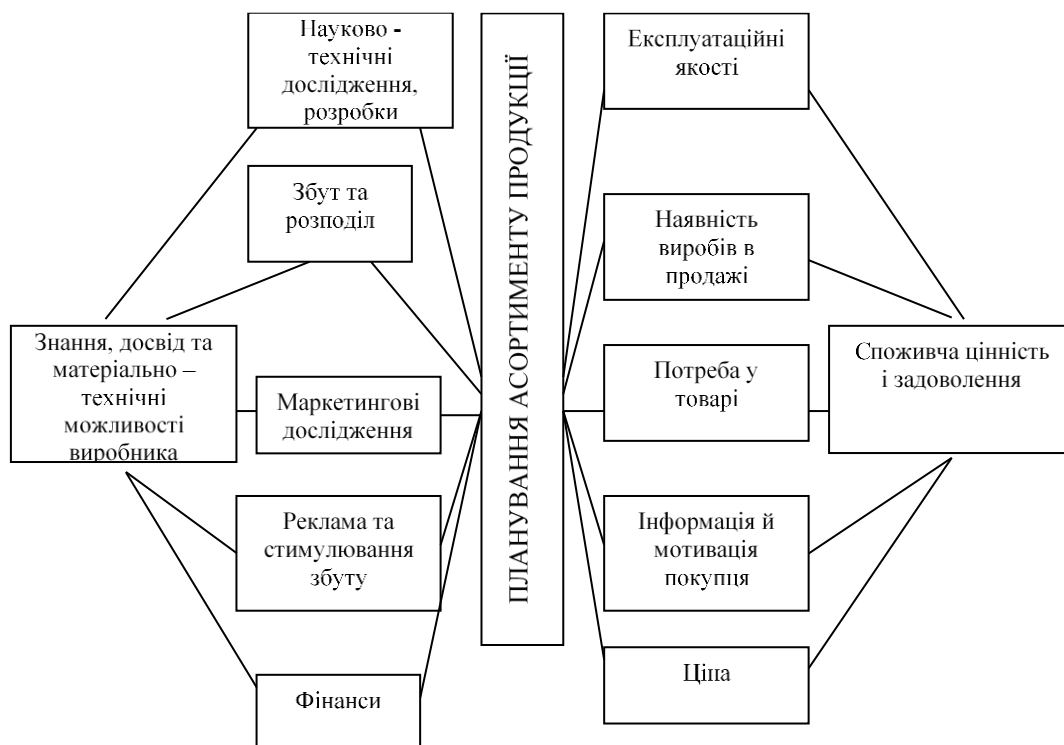 Науково -
технічні
дослідження,
розробки
Збут та
розподіл
Знання, досвід та
матеріально –
технічні
можливості
виробника
Маркетингові
дослідження
Реклама та
стимулювання
збуту
Фінанси
ПЛАНУВАННЯ АСОРТИМЕНТУ ПРОДУКЦІЇ
Експлуатаційні
якості
Наявність
виробів в
продажі
Потреба у
товарі
Інформація й
мотивація
покупця
Ціна
Споживча цінність
і задоволення